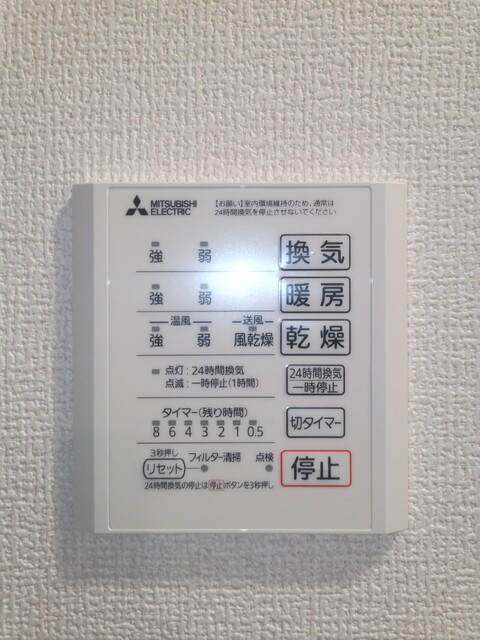 MITSUBISHI
ELECTRIC
【お願い】室内環境維持のため、通常は
24時間換気を停止させないでください
強 弱 換気
強 弱 暖房
温風 送風
強 弱 風乾燥 乾燥
点灯:24時間換気
点滅:一時停止(1時間)
24時間換気
一時停止
タイマー(残り時間)
8 6 4 3 2 1 0.5
切タイマー
3秒押し
リセット フィルター清掃 点検
停止
24時間換気の停止は停止ボタンを3秒押し